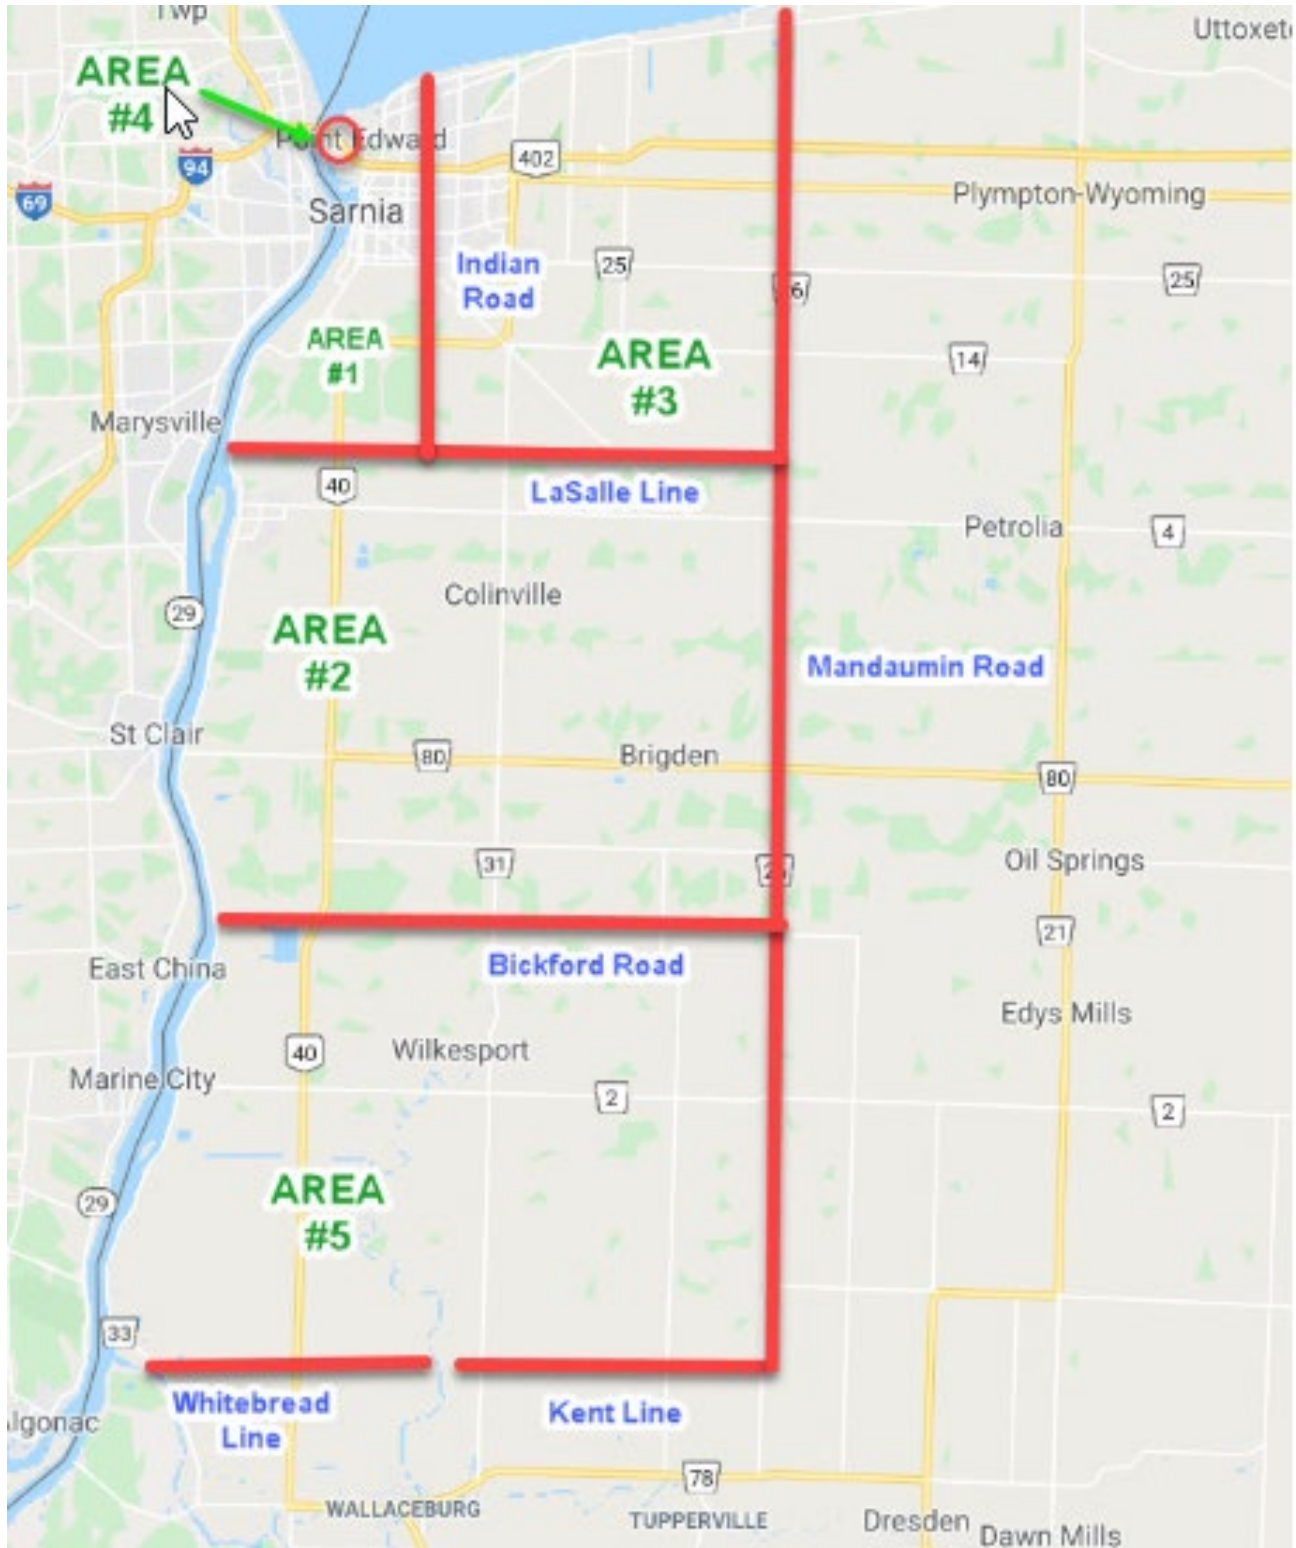 Twp
Uttoxet
AREA
#4
Point Edward
94
402
69
Plympton-Wyoming
Sarnia
Indian
Road
25
25
AREA
#1
AREA
#3
14
Marysville
40
LaSalle Line
Petrolia
4
Colinville
29
AREA
#2
Mandaumin Road
St Clair
80
Brigden
80
31
26
Oil Springs
21
East China
Bickford Road
Edys Mills
40
Wilkesport
Marine City
2
2
AREA
#5
29
33
Whitebread
Line
Kent Line
lgonac
78
WALLACEBURG
TUPPERVILLE
Dresden
Dawn Mills